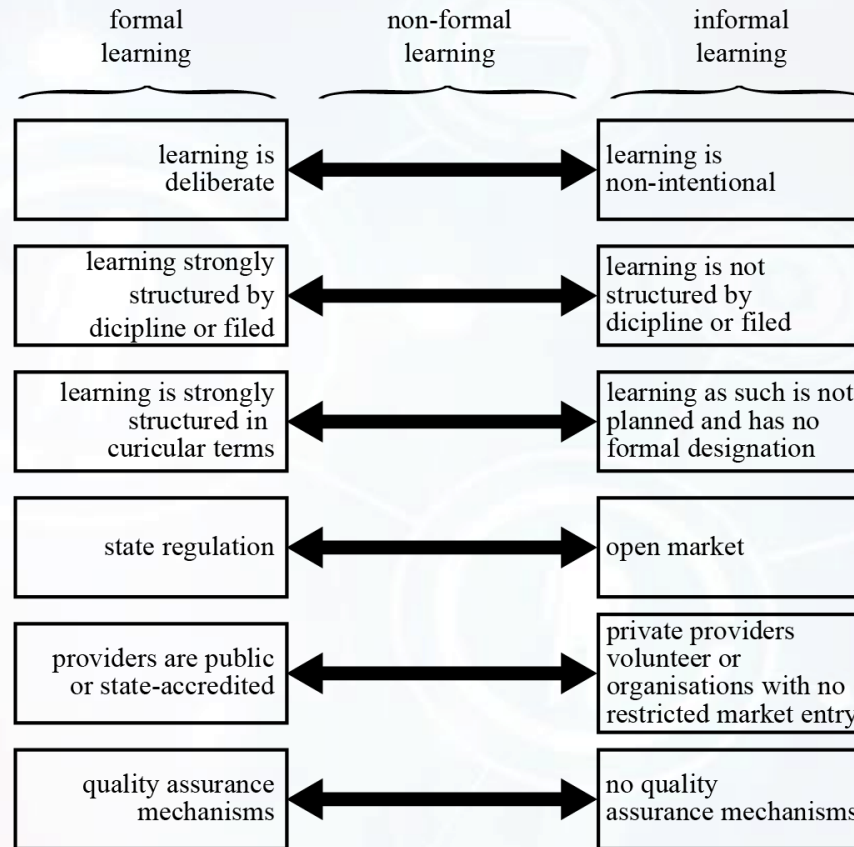 formal
learning
non-formal
learning
informal
learning
learning is
deliberate
learning is
non-intentional
learning strongly
structured by
dicipline or filed
learning is not
structured by
dicipline or filed
learning is strongly
structured in
curicular terms
learning as such is not
planned and has no
formal designation
state regulation
open market
providers are public
or state-accredited
private providers
volunteer or
organisations with no
restricted market entry
quality assurance
mechanisms
no quality
assurance mechanisms